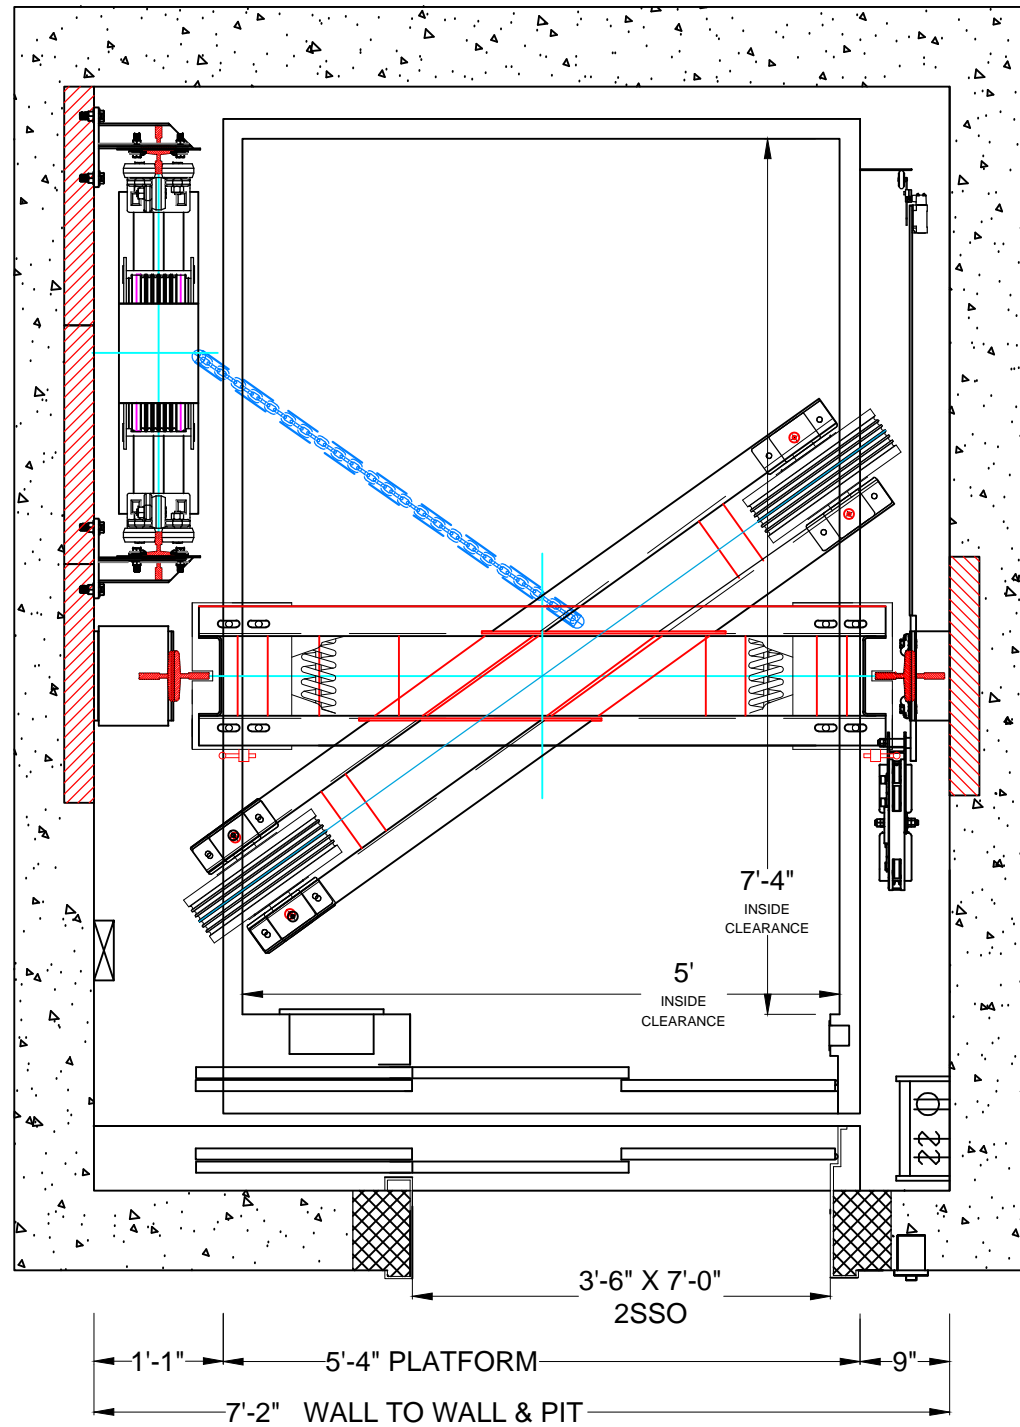 7'-4"
INSIDE
CLEARANCE
5'
INSIDE
CLEARANCE
3'-6" X 7'-0"
2SSO
1'-1"
5'-4" PLATFORM
9"
7'-2" WALL TO WALL & PIT